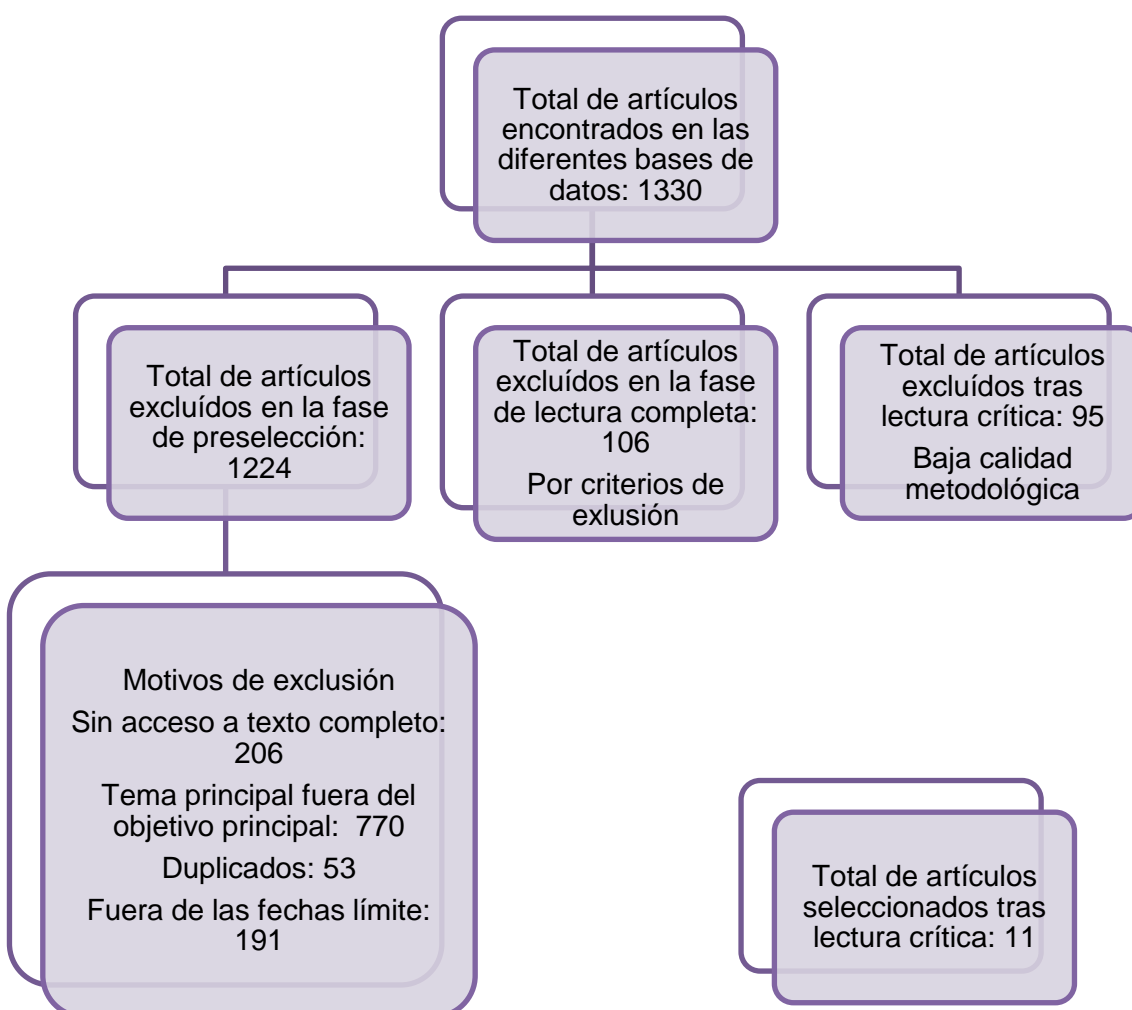 Total de artículos
encontrados en las
diferentes bases de
datos: 1330
Total de artículos
excluídos en la fase
de preselección:
1224
Total de artículos
excluídos en la fase
de lectura completa:
106
Por criterios de
exlusión
Total de artículos
excluídos tras
lectura crítica: 95
Baja calidad
metodológica
Motivos de exclusión
Sin acceso a texto completo:
206
Tema principal fuera del
objetivo principal:  770
Duplicados: 53
Fuera de las fechas límite:
191
Total de artículos
seleccionados tras
lectura crítica: 11